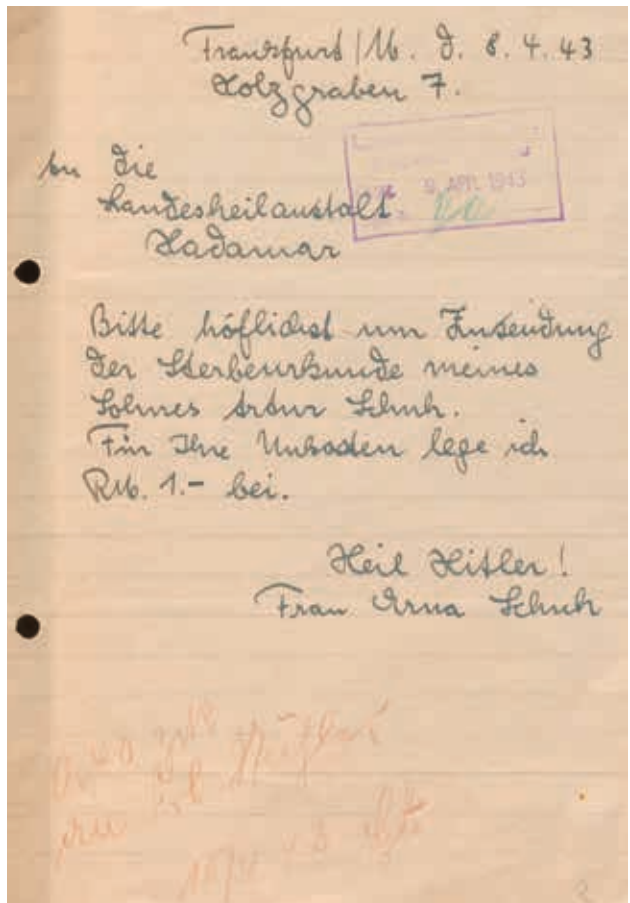 Frankfurt/M. d. 8.4.43
Holzgraben 7.
9. APR. 1943
An die
Landesheilanstalt
Hadamar
Bitte höflichst um Zusendung
der Sterbeurkunde meines
Sohnes Artur Schuh.
Für Ihre Unkosten lege ich
RM. 1.- bei.
Heil Hitler!
Frau Erna Schuh